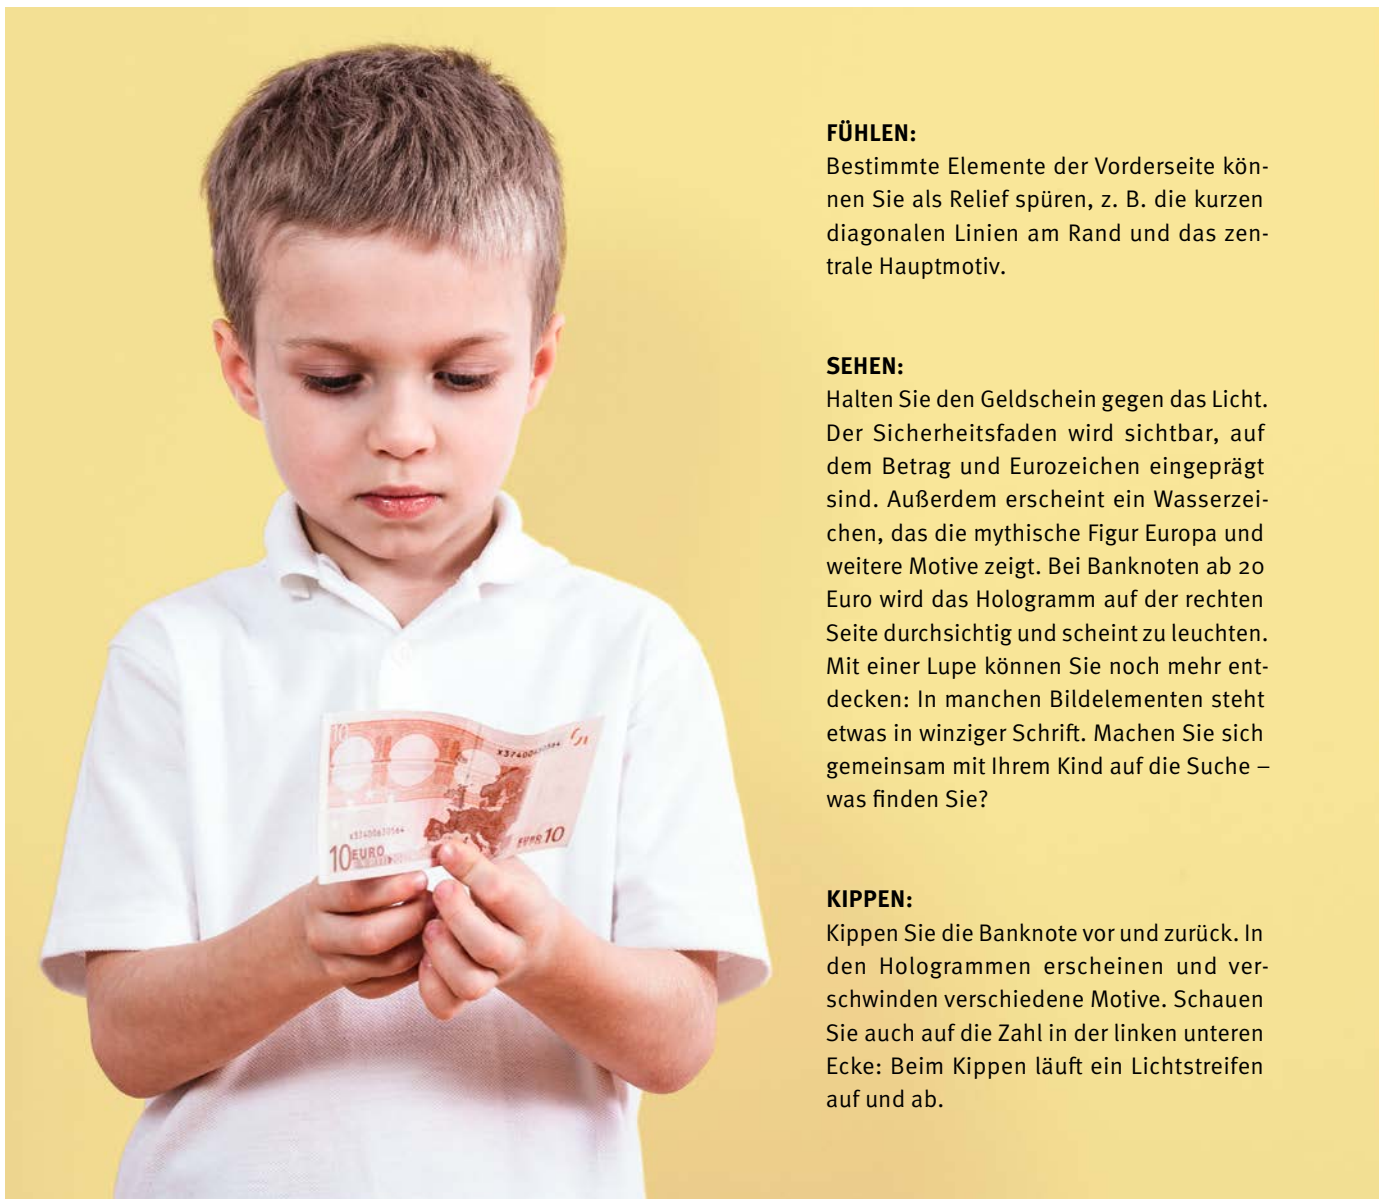 FÜHLEN:
Bestimmte Elemente der Vorderseite kön-
nen Sie als Relief spüren, z. B. die kurzen
diagonalen Linien am Rand und das zen-
trale Hauptmotiv.
SEHEN:
Halten Sie den Geldschein gegen das Licht.
Der Sicherheitsfaden wird sichtbar, auf
dem Betrag und Eurozeichen eingeprägt
sind. Außerdem erscheint ein Wasserzei-
chen, das die mythische Figur Europa und
weitere Motive zeigt. Bei Banknoten ab 20
Euro wird das Hologramm auf der rechten
Seite durchsichtig und scheint zu leuchten.
Mit einer Lupe können Sie noch mehr ent-
decken: In manchen Bildelementen steht
etwas in winziger Schrift. Machen Sie sich
gemeinsam mit Ihrem Kind auf die Suche –
was finden Sie?
KIPPEN:
Kippen Sie die Banknote vor und zurück. In
den Hologrammen erscheinen und ver-
schwinden verschiedene Motive. Schauen
Sie auch auf die Zahl in der linken unteren
Ecke: Beim Kippen läuft ein Lichtstreifen
auf und ab.
10
10 EURO
10